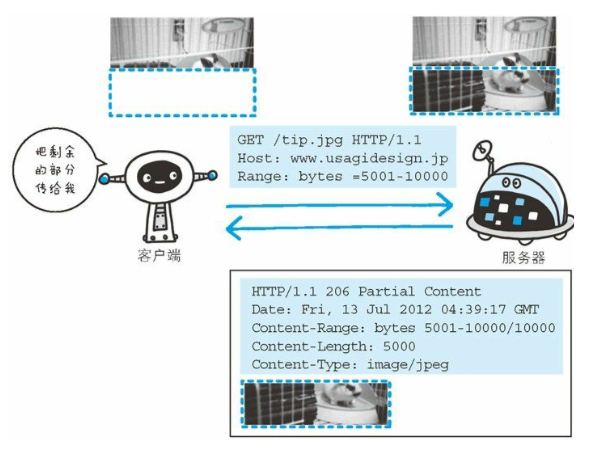 把剩余
的部分
传给我
GET /tip.jpg HTTP/1.1
Host: www.usagidesign.jp
Range: bytes =5001-10000
客户端
服务器
HTTP/1.1 206 Partial Content
Date: Fri, 13 Jul 2012 04:39:17 GMT
Content-Range: bytes 5001-10000/10000
Content-Length: 5000
Content-Type: image/jpeg